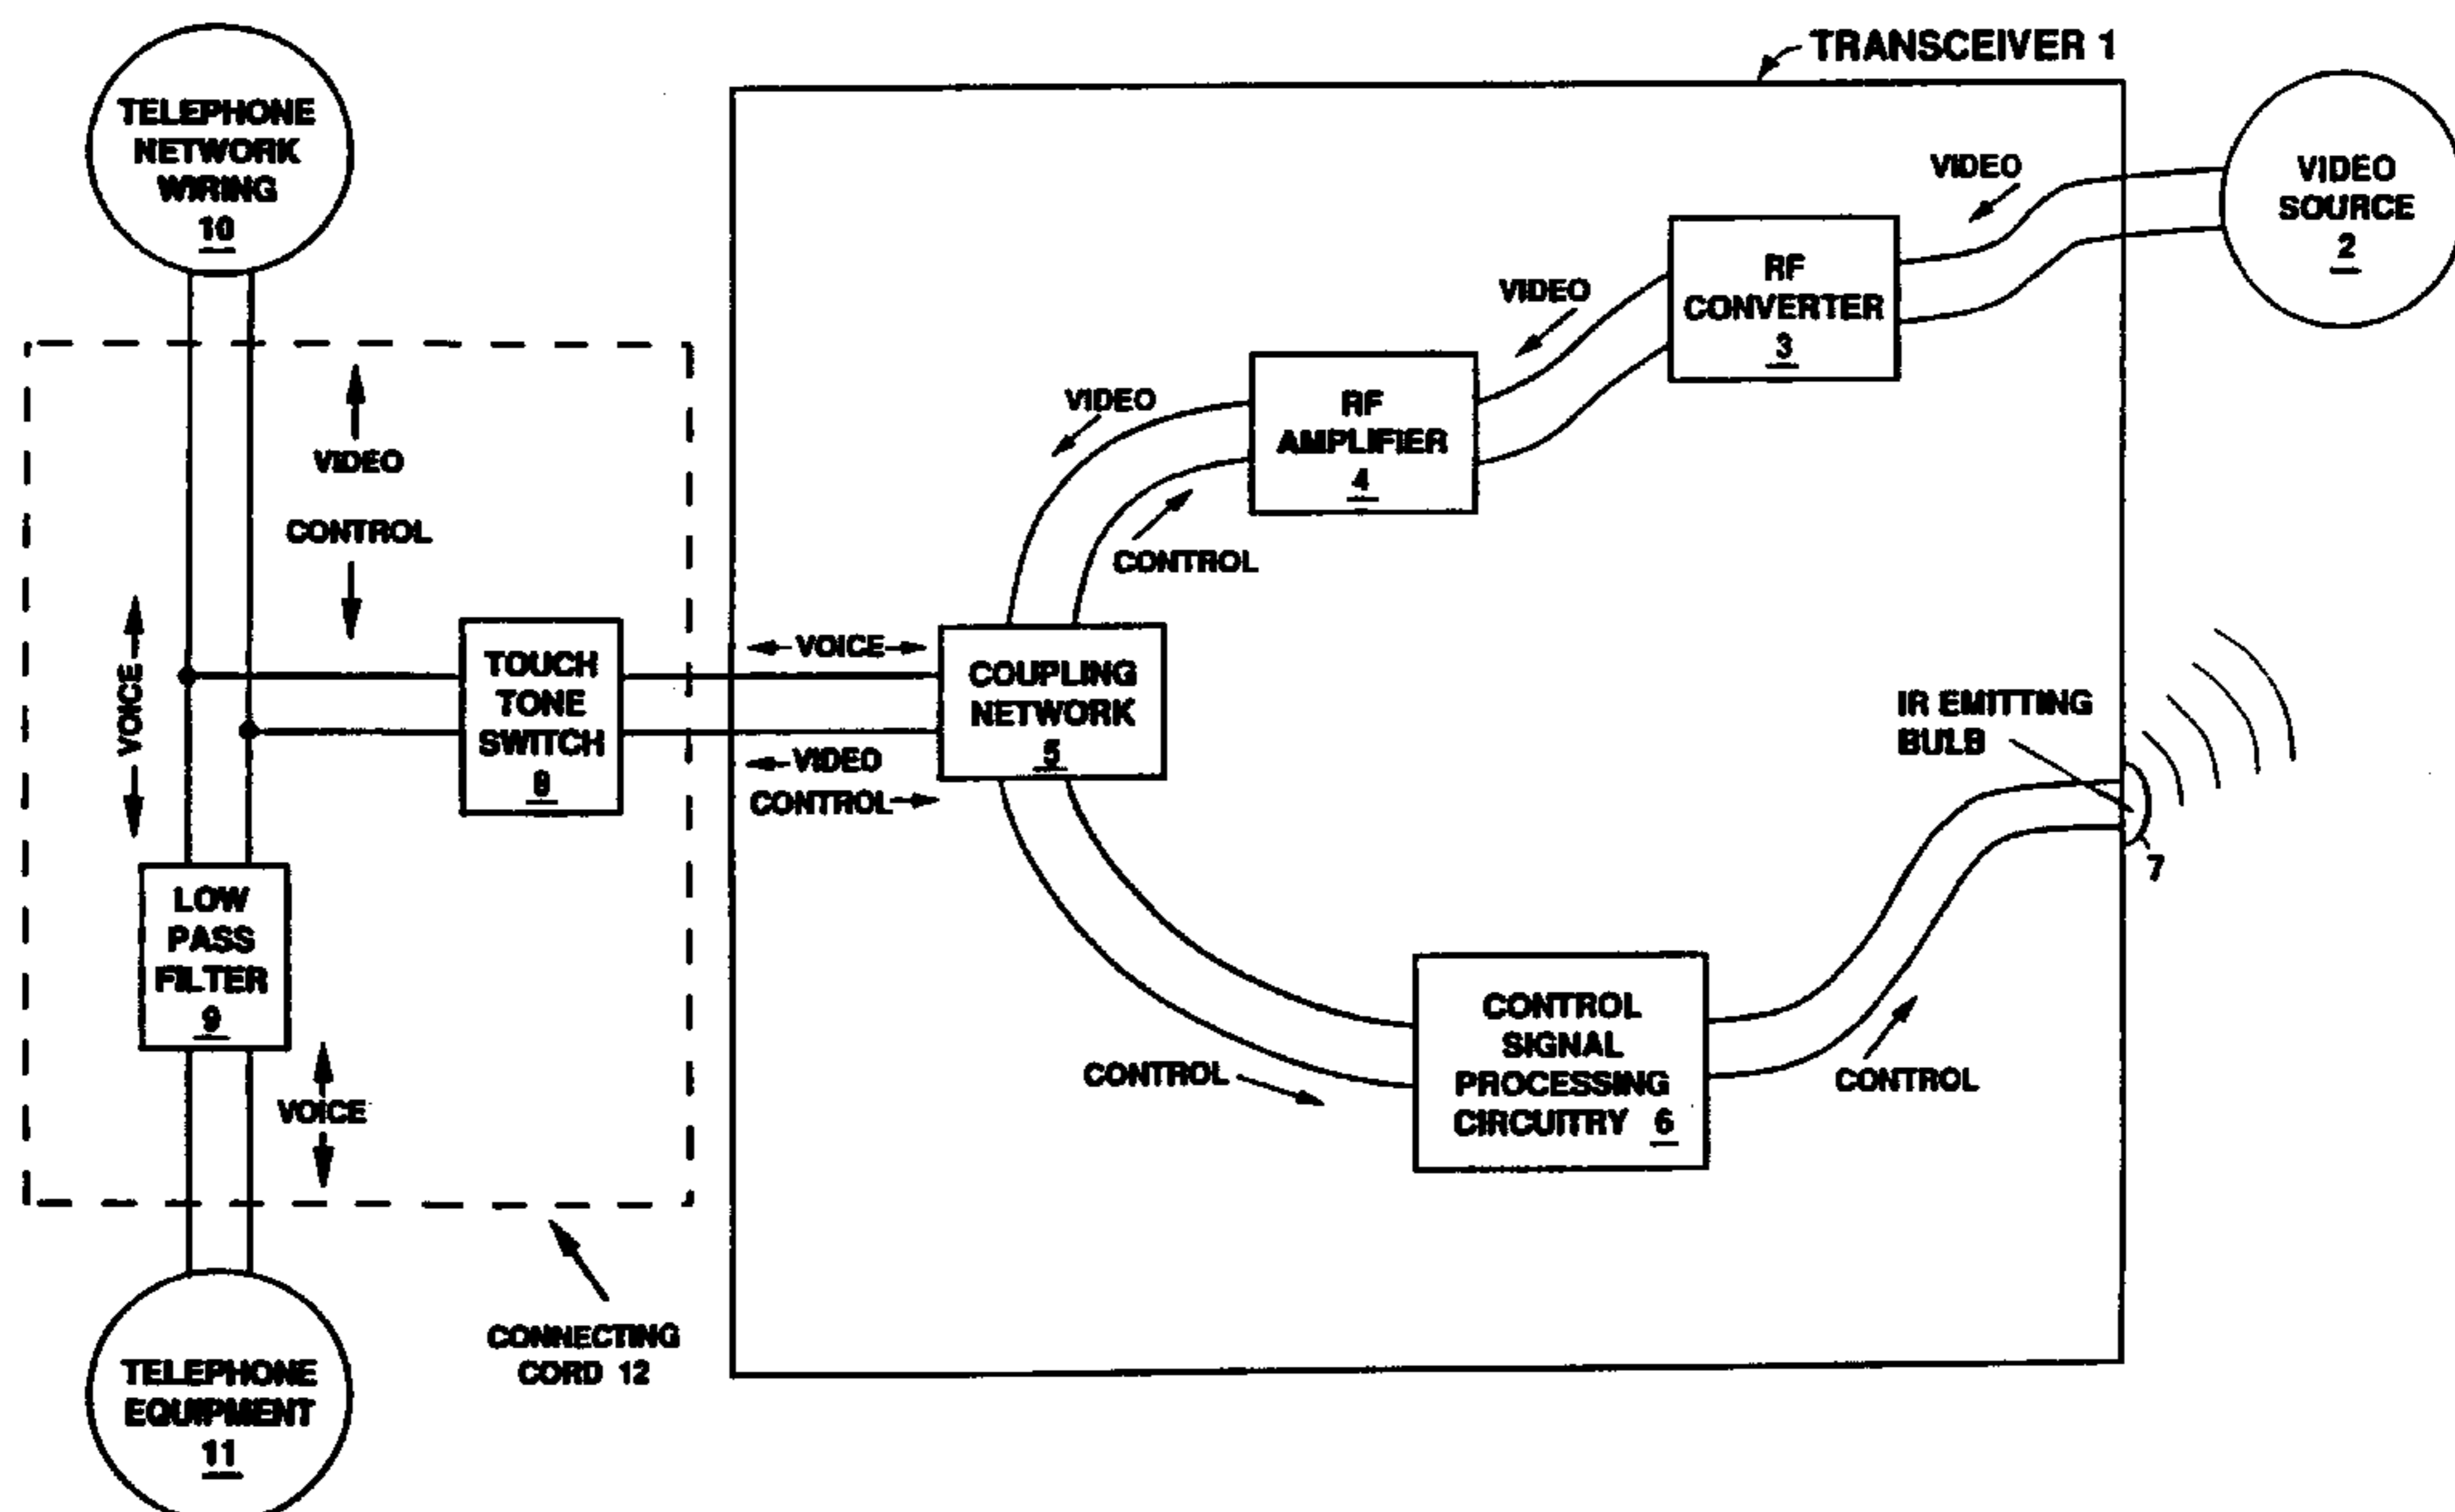 TRANSCEIVER 1
TELEPHONE
NETWORK
WIRING
10
VIDEO
SOURCE
2
VIDEO
RF
CONVERTER
3
VIDEO
RF
AMPLIFIER
4
VIDEO
CONTROL
VIDEO
CONTROL
VOICE
TOUCH
TONE
SWITCH
8
VOICE
VIDEO
CONTROL
COUPLING
NETWORK
5
IR EMITTING
BULB
7
LOW
PASS
FILTER
9
VOICE
CONTROL
CONTROL
SIGNAL
PROCESSING
CIRCUITRY 6
CONTROL
CONNECTING
CORD 12
TELEPHONE
EQUIPMENT
11